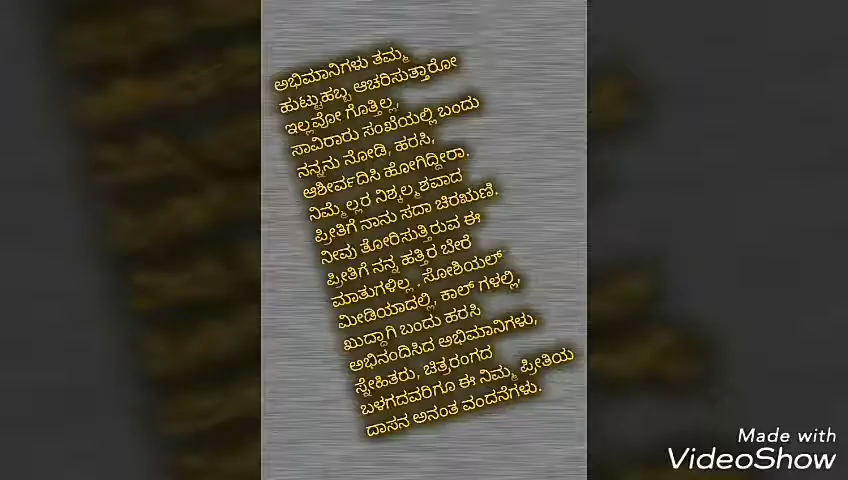 ಅಭಿಮಾನಿಗಳು ತಮ್ಮ
ಹುಟ್ಟುಹಬ್ಬ ಆಚರಿಸುತ್ತಾರೋ
ಇಲ್ಲವೋ ಗೊತ್ತಿಲ್ಲ,
ಸಾವಿರಾರು ಸಂಖೆಯಲ್ಲಿ ಬಂದು
ನನ್ನನು ನೋಡಿ, ಹರಸಿ,
ಆಶೀರ್ವದಿಸಿ ಹೋಗಿದ್ದೀರಾ.
ನಿಮ್ಮೆಲ್ಲರ ನಿಶ್ಕಲ್ಮಶವಾದ
ಪ್ರೀತಿಗೆ ನಾನು ಸದಾ ಚಿರಋಣಿ.
ನೀವು ತೋರಿಸುತ್ತಿರುವ ಈ
ಪ್ರೀತಿಗೆ ನನ್ನ ಹತ್ತಿರ ಬೇರೆ
ಮಾತುಗಳಿಲ್ಲ . ಸೋಶಿಯಲ್
ಮೀಡಿಯಾದಲ್ಲಿ, ಕಾಲ್ ಗಳಲ್ಲಿ,
ಖುದ್ದಾಗಿ ಬಂದು ಹರಸಿ
ಅಭಿನಂದಿಸಿದ ಅಭಿಮಾನಿಗಳು,
ಸ್ನೇಹಿತರು, ಚಿತ್ರರಂಗದ
ಬಳಗದವರಿಗೂ ಈ ನಿಮ್ಮ ಪ್ರೀತಿಯ
ದಾಸನ ಅನಂತ ವಂದನೆಗಳು.
Made with
VideoShow